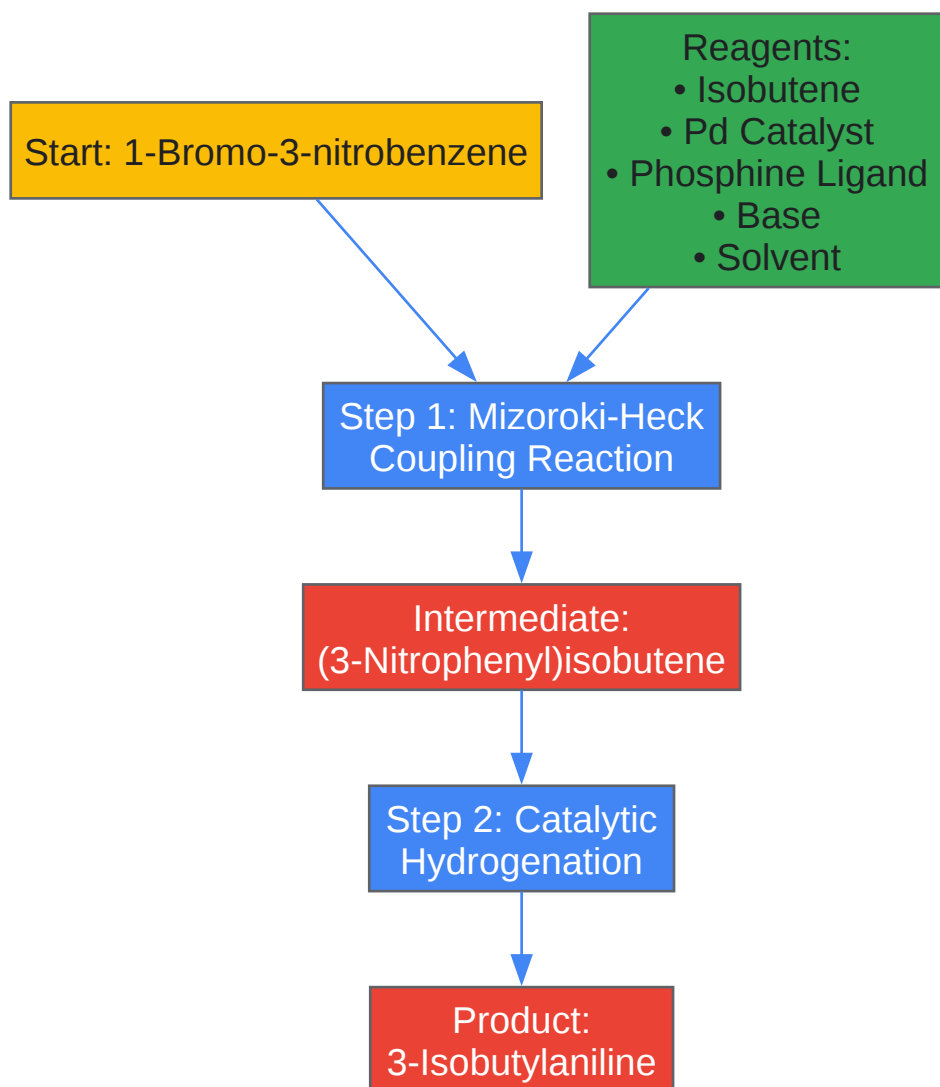 Start: 1-Bromo-3-nitrobenzene
Reagents:
• Isobutene
• Pd Catalyst
• Phosphine Ligand
• Base
• Solvent
Step 1: Mizoroki-Heck
Coupling Reaction
Intermediate:
(3-Nitrophenyl)isobutene
Step 2: Catalytic
Hydrogenation
Product:
3-Isobutylaniline